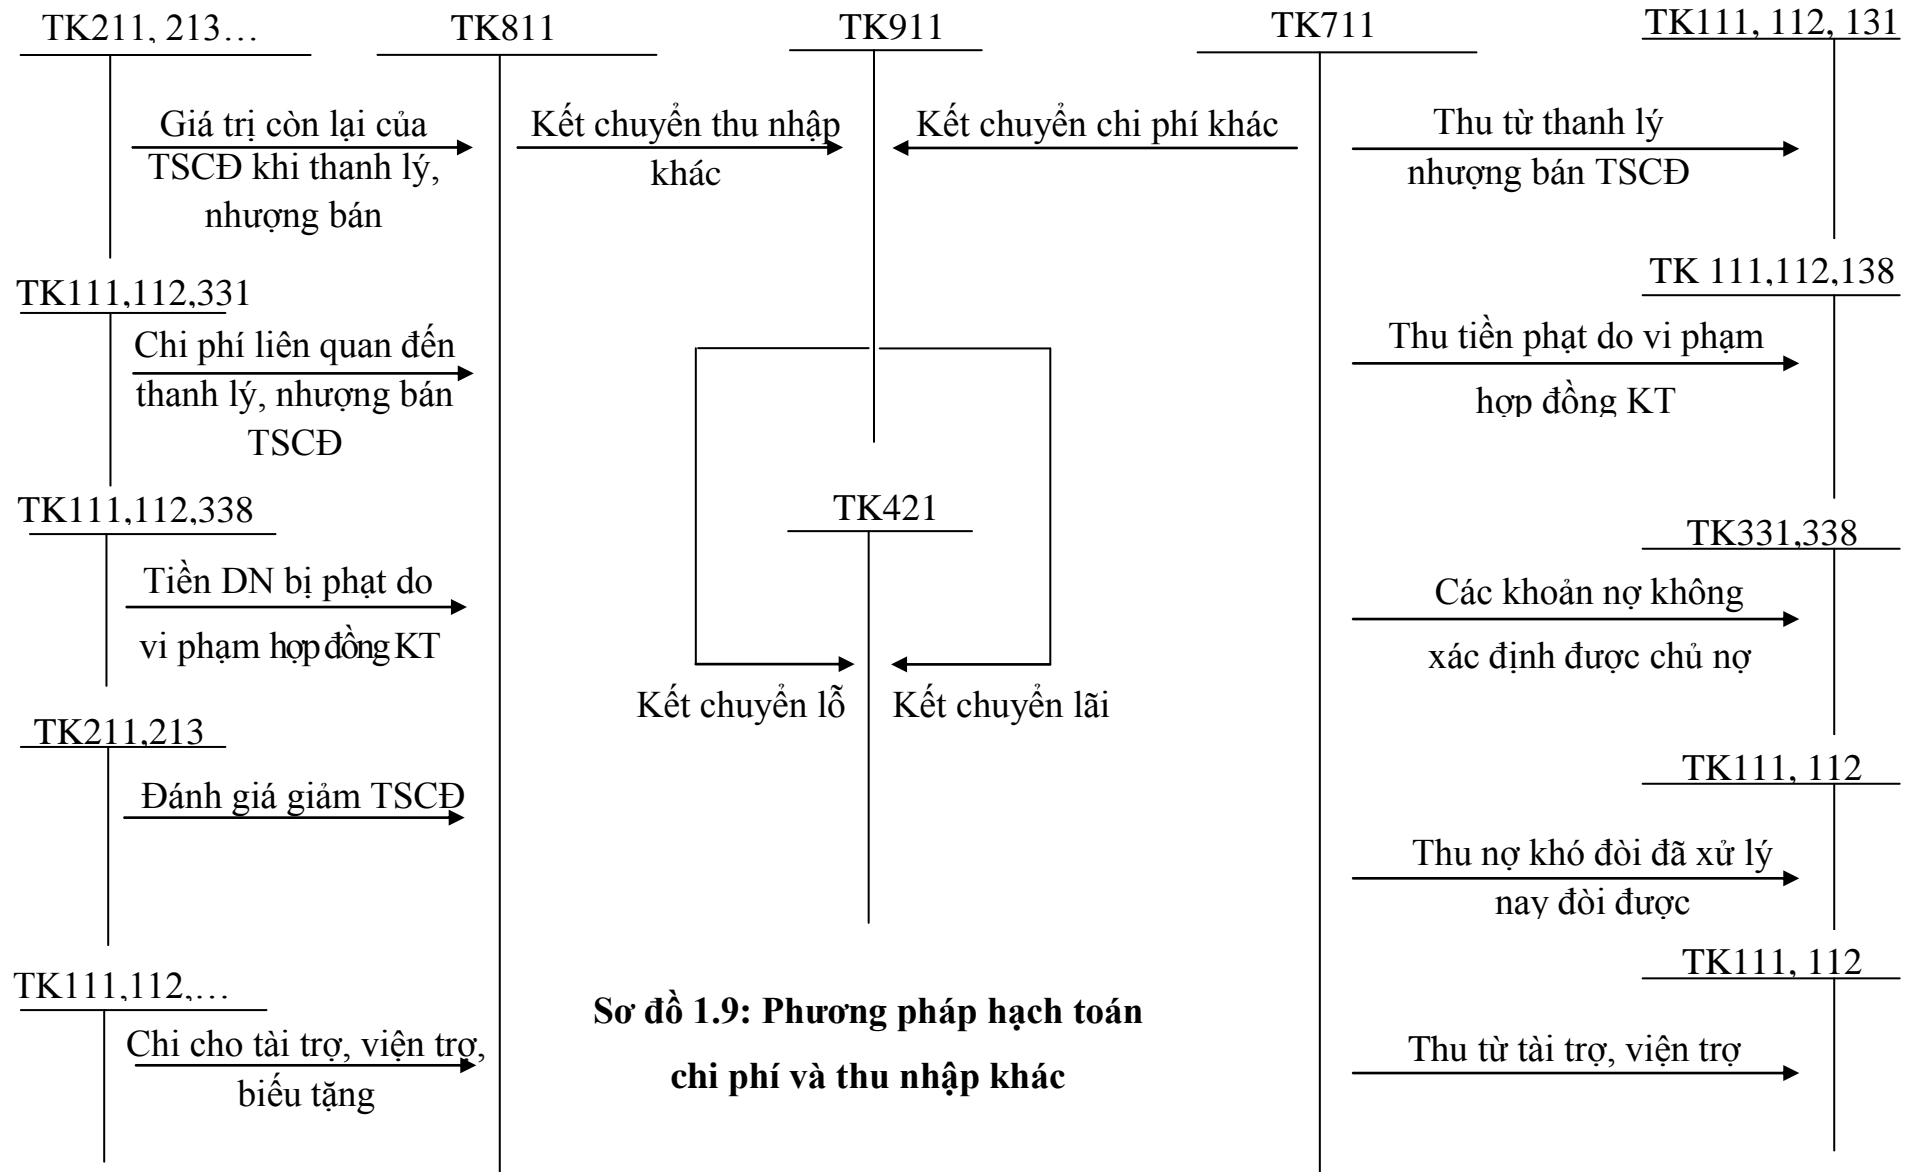 TK211, 213…
TK811
TK911
TK711
TK111, 112, 131
Giá trị còn lại của
TSCĐ khi thanh lý,
nhượng bán
Kết chuyển thu nhập
khác
Kết chuyển chi phí khác
Thu từ thanh lý
nhượng bán TSCĐ
TK111,112,331
Chi phí liên quan đến
thanh lý, nhượng bán
TSCĐ
TK 111,112,138
Thu tiền phạt do vi phạm
hợp đồng KT
TK111,112,338
Tiền DN bị phạt do
vi phạm hợp đồng KT
TK421
Kết chuyển lỗ
Kết chuyển lãi
TK331,338
Các khoản nợ không
xác định được chủ nợ
TK211,213
Đánh giá giảm TSCĐ
TK111, 112
Thu nợ khó đòi đã xử lý
nay đòi được
TK111,112,…
Chi cho tài trợ, viện trợ,
biếu tặng
Sơ đồ 1.9: Phương pháp hạch toán
chi phí và thu nhập khác
TK111, 112
Thu từ tài trợ, viện trợ